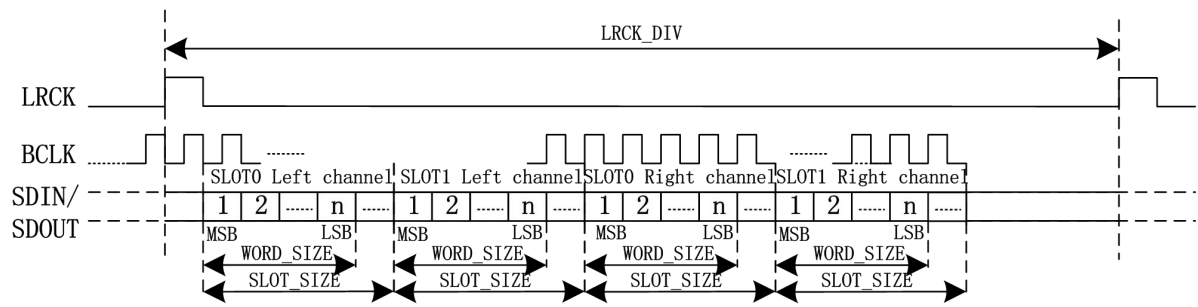 LRCK_DIV
LRCK
BCLK
SLOT0 Left channel SLOT1 Left channel SLOT0 Right channel SLOT1 Right channel
SDIN/
SDOUT
1 2 n 1 2 n 1 2 n 1 2 n
MSB LSB MSB LSB MSB LSB MSB LSB
WORD_SIZE WORD_SIZE WORD_SIZE WORD_SIZE
SLOT_SIZE SLOT_SIZE SLOT_SIZE SLOT_SIZE